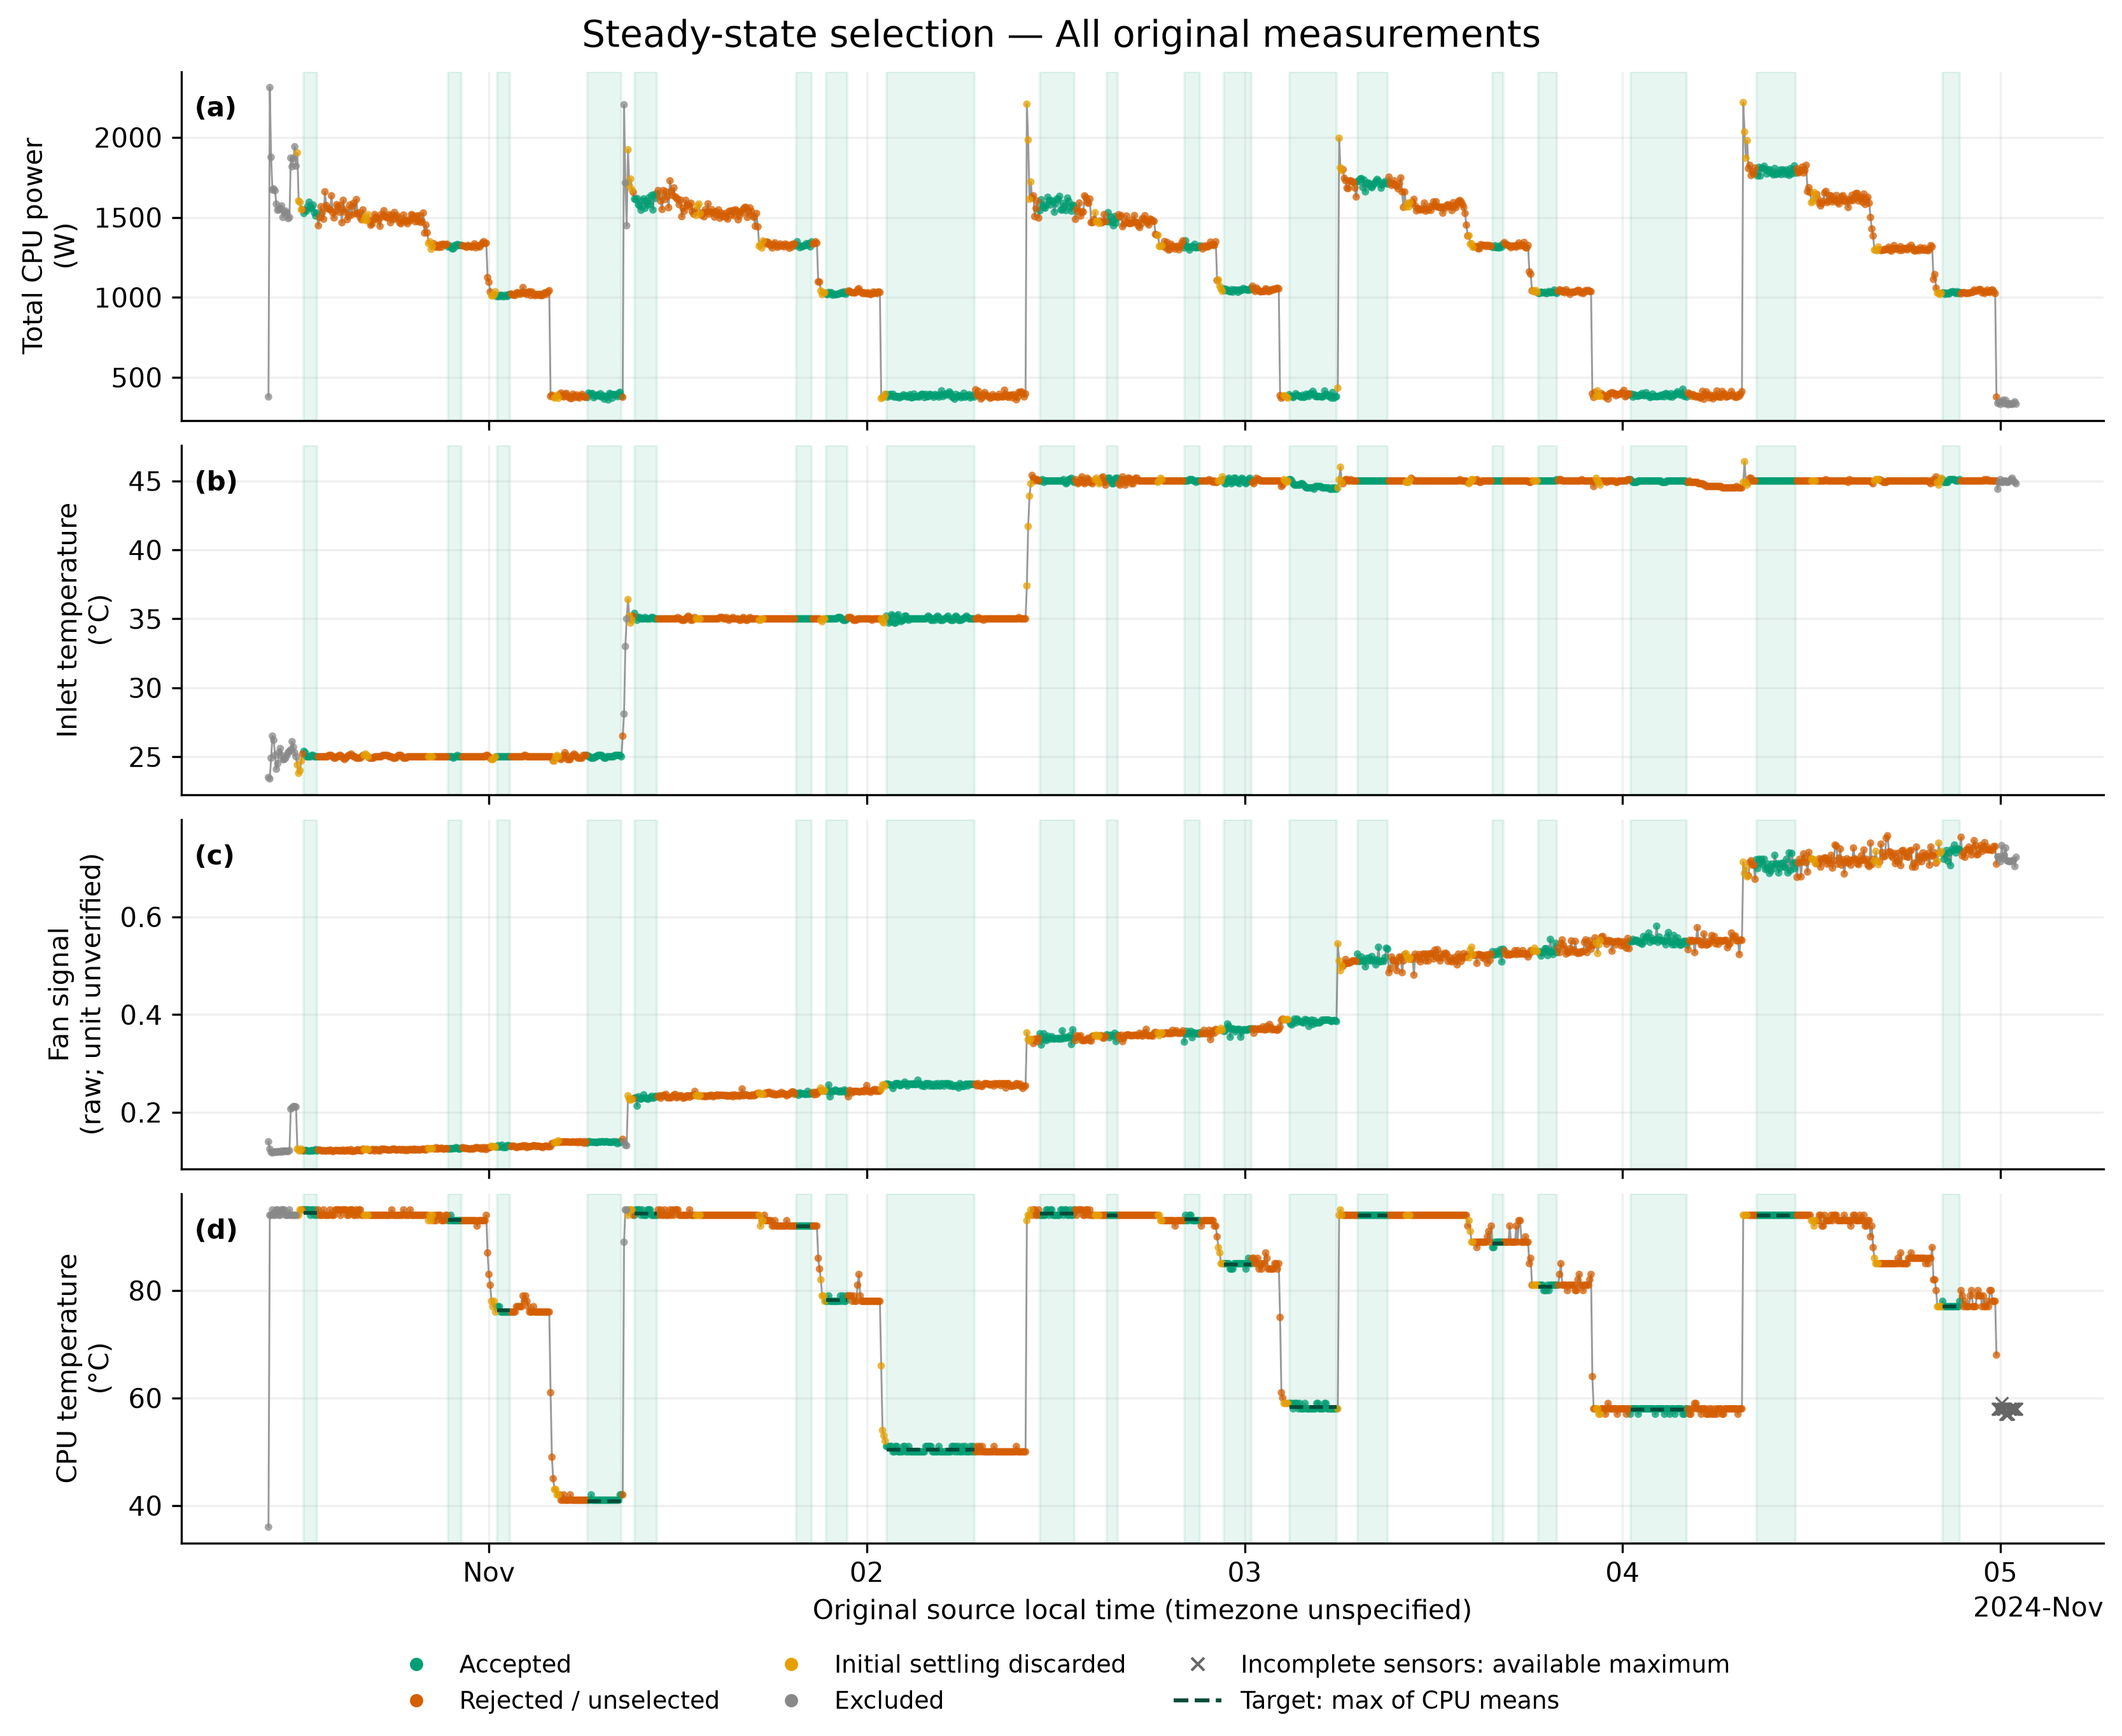 Steady-state selection — All original measurements
(a)
Total CPU power
(W)
2000
1500
1000
500
(b)
Inlet temperature
(°C)
45
40
35
30
25
(c)
Fan signal
(raw; unit unverified)
0.6
0.4
0.2
(d)
CPU temperature
(°C)
80
60
40
Nov 02 03 04 05
Original source local time (timezone unspecified)
2024-Nov
Accepted
Rejected / unselected
Initial settling discarded
Excluded
Incomplete sensors: available maximum
Target: max of CPU means